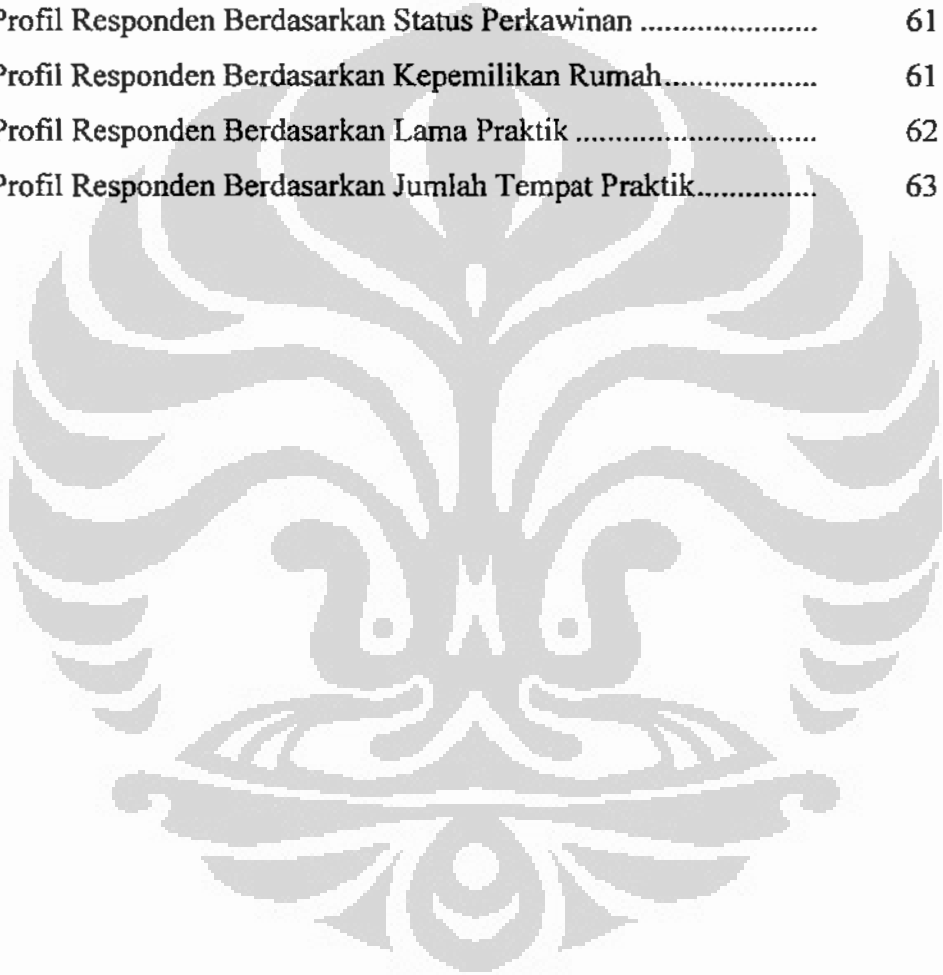 Profil Responden Berdasarkan Status Perkawinan ...................... 61
Profil Responden Berdasarkan Kepemilikan Rumah................... 61
Profil Responden Berdasarkan Lama Praktik .............................. 62
Profil Responden Berdasarkan Jumlah Tempat Praktik............... 63